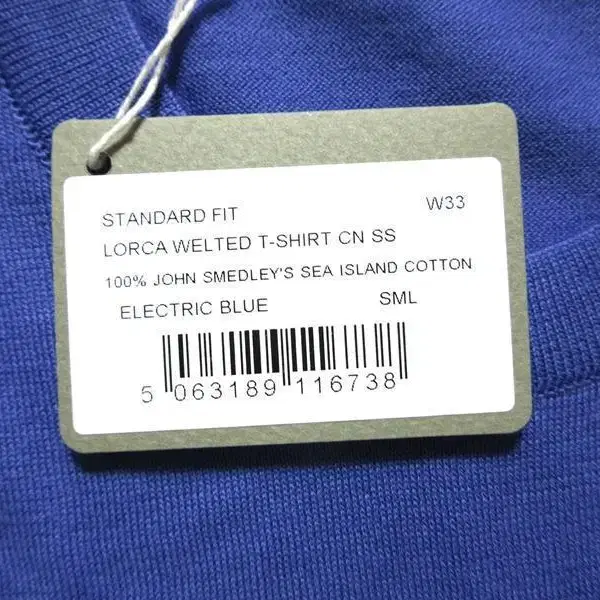 STANDARD FIT W33
LORCA WELTED T-SHIRT CN SS
100% JOHN SMEDLEY'S SEA ISLAND COTTON
ELECTRIC BLUE SML
5 063189 116738